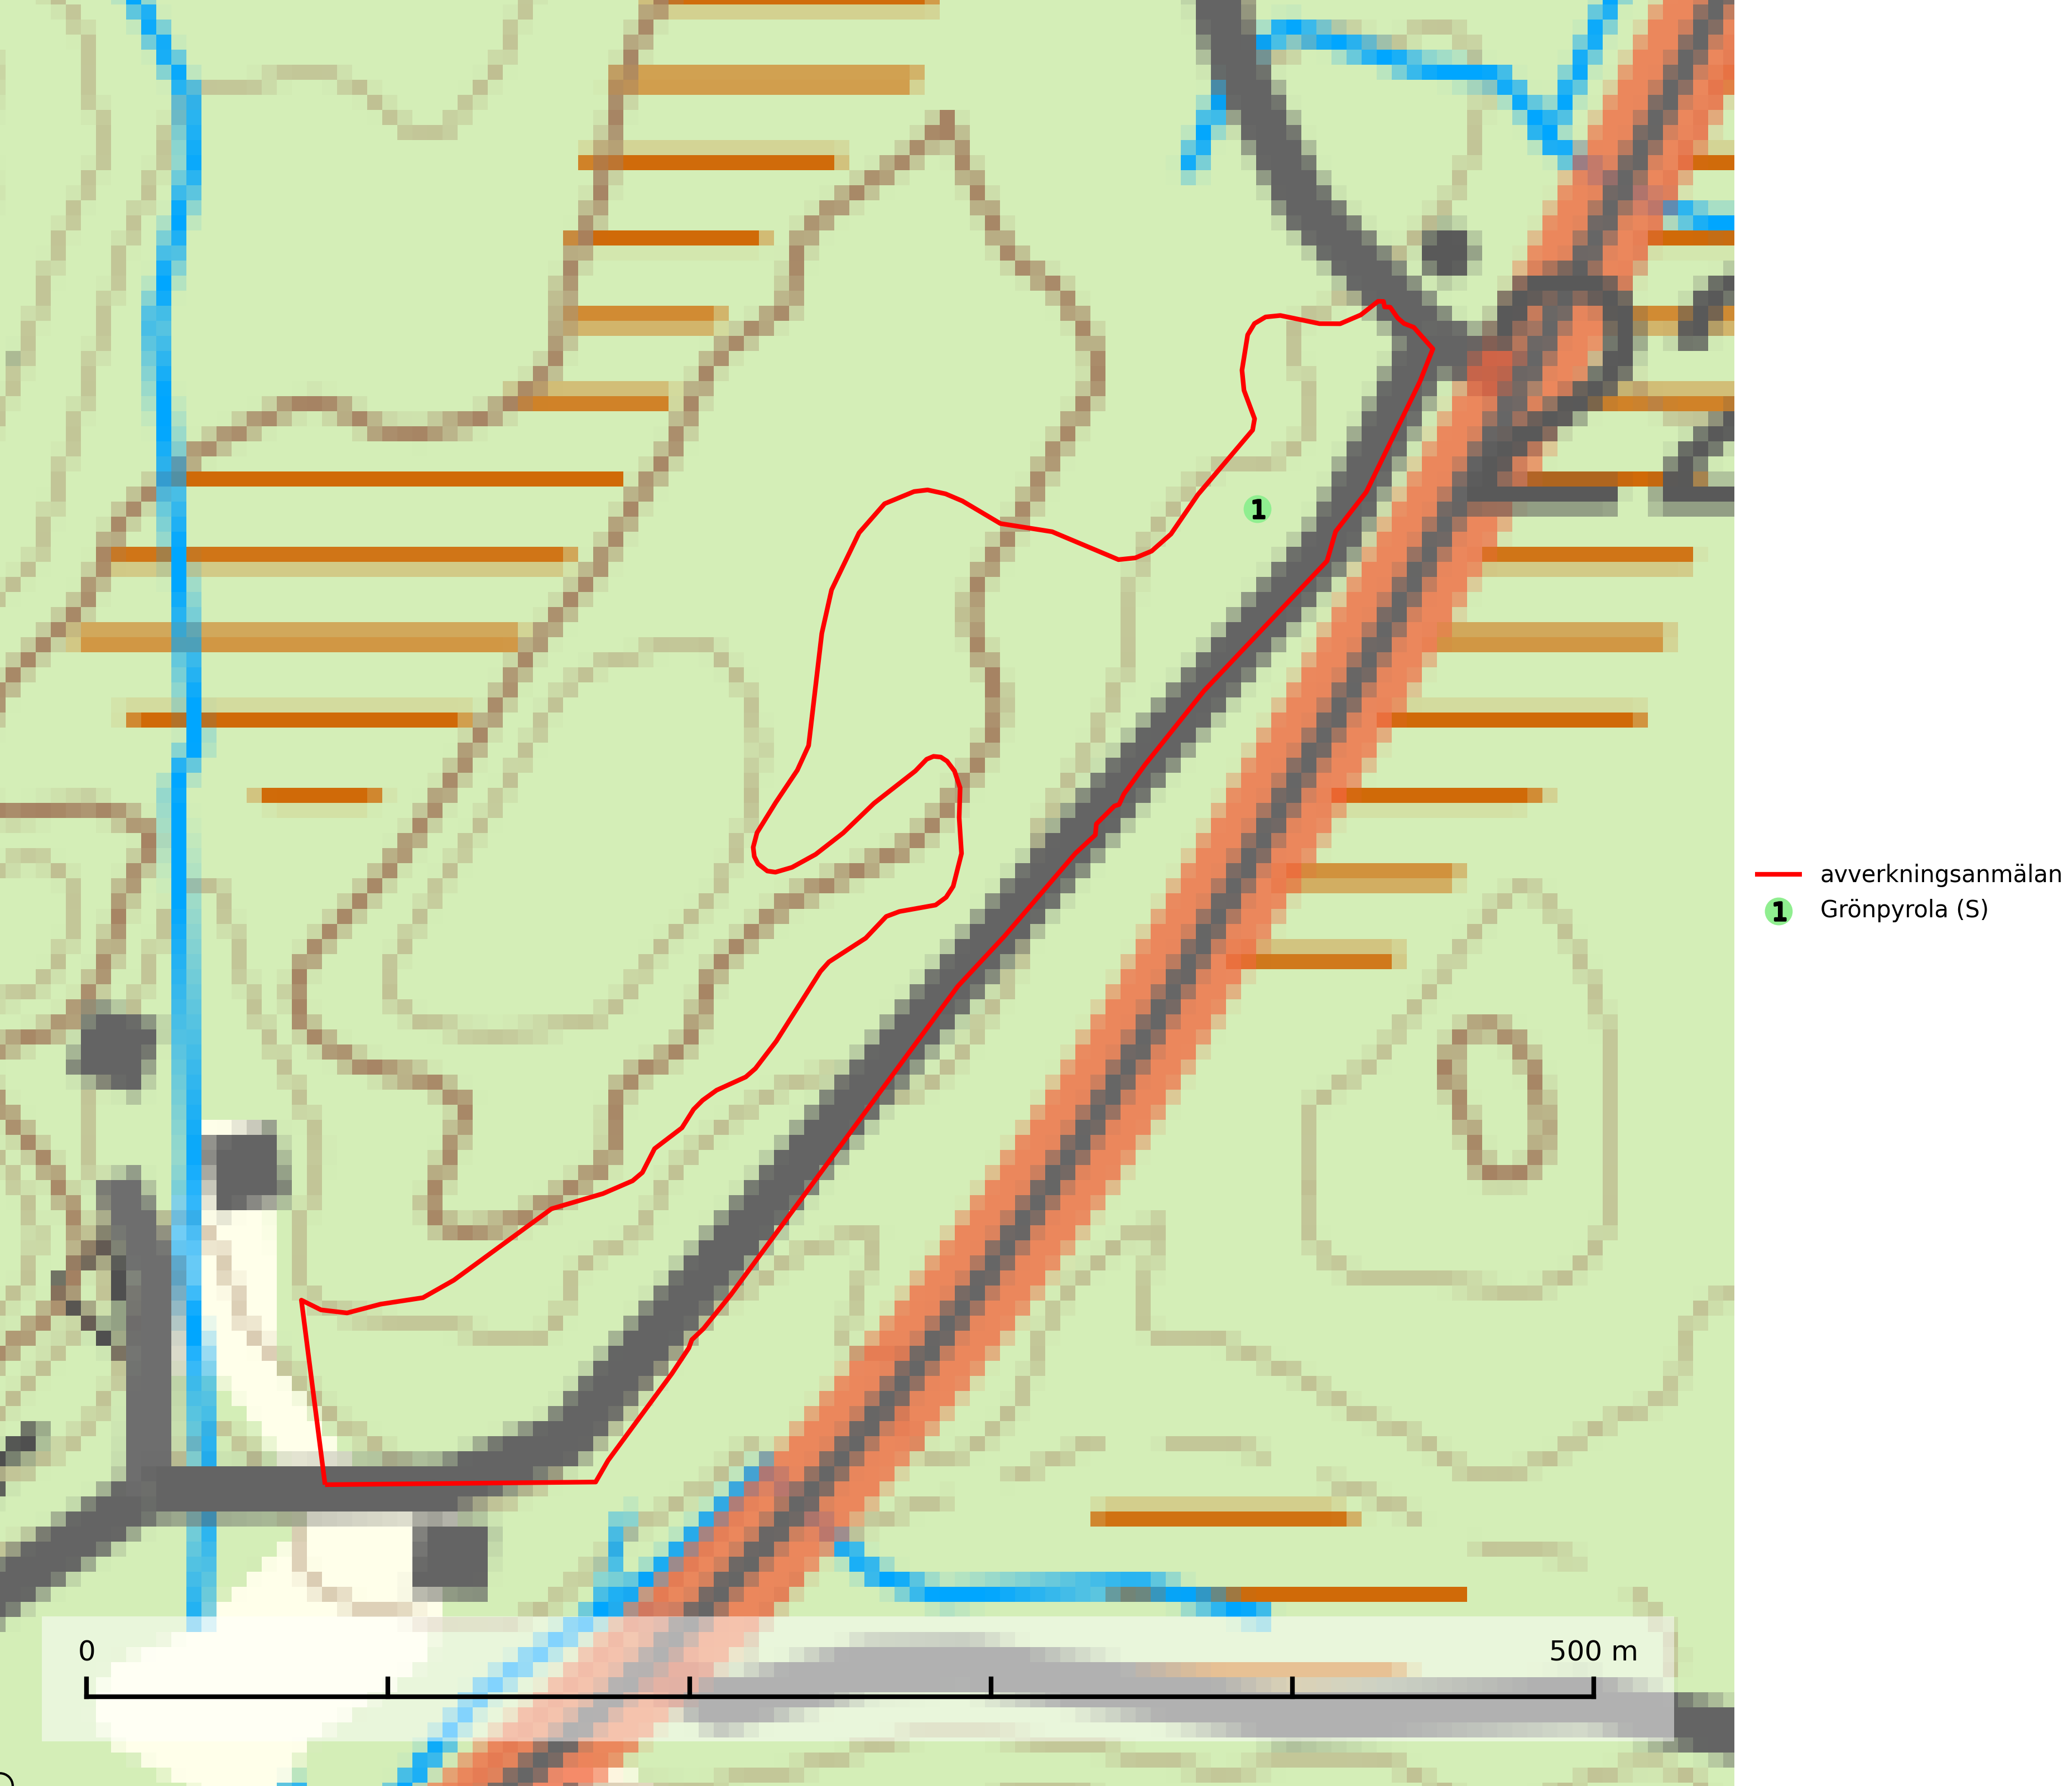 1
avverkningsanmälan
1 Grönpyrola (S)
0 500 m